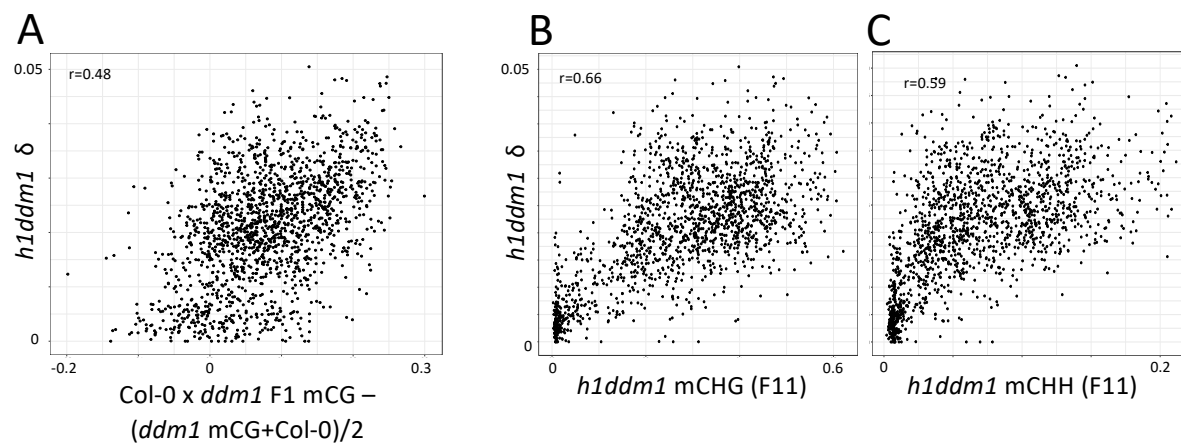 A
r=0.48
0.05
h1ddm1 δ
0
-0.2
0
0.3
Col-0 x ddm1 F1 mCG –
(ddm1 mCG+Col-0)/2
B
r=0.66
0.05
h1ddm1 δ
0
0
0.6
h1ddm1 mCHG (F11)
C
r=0.59
0
0.2
h1ddm1 mCHH (F11)